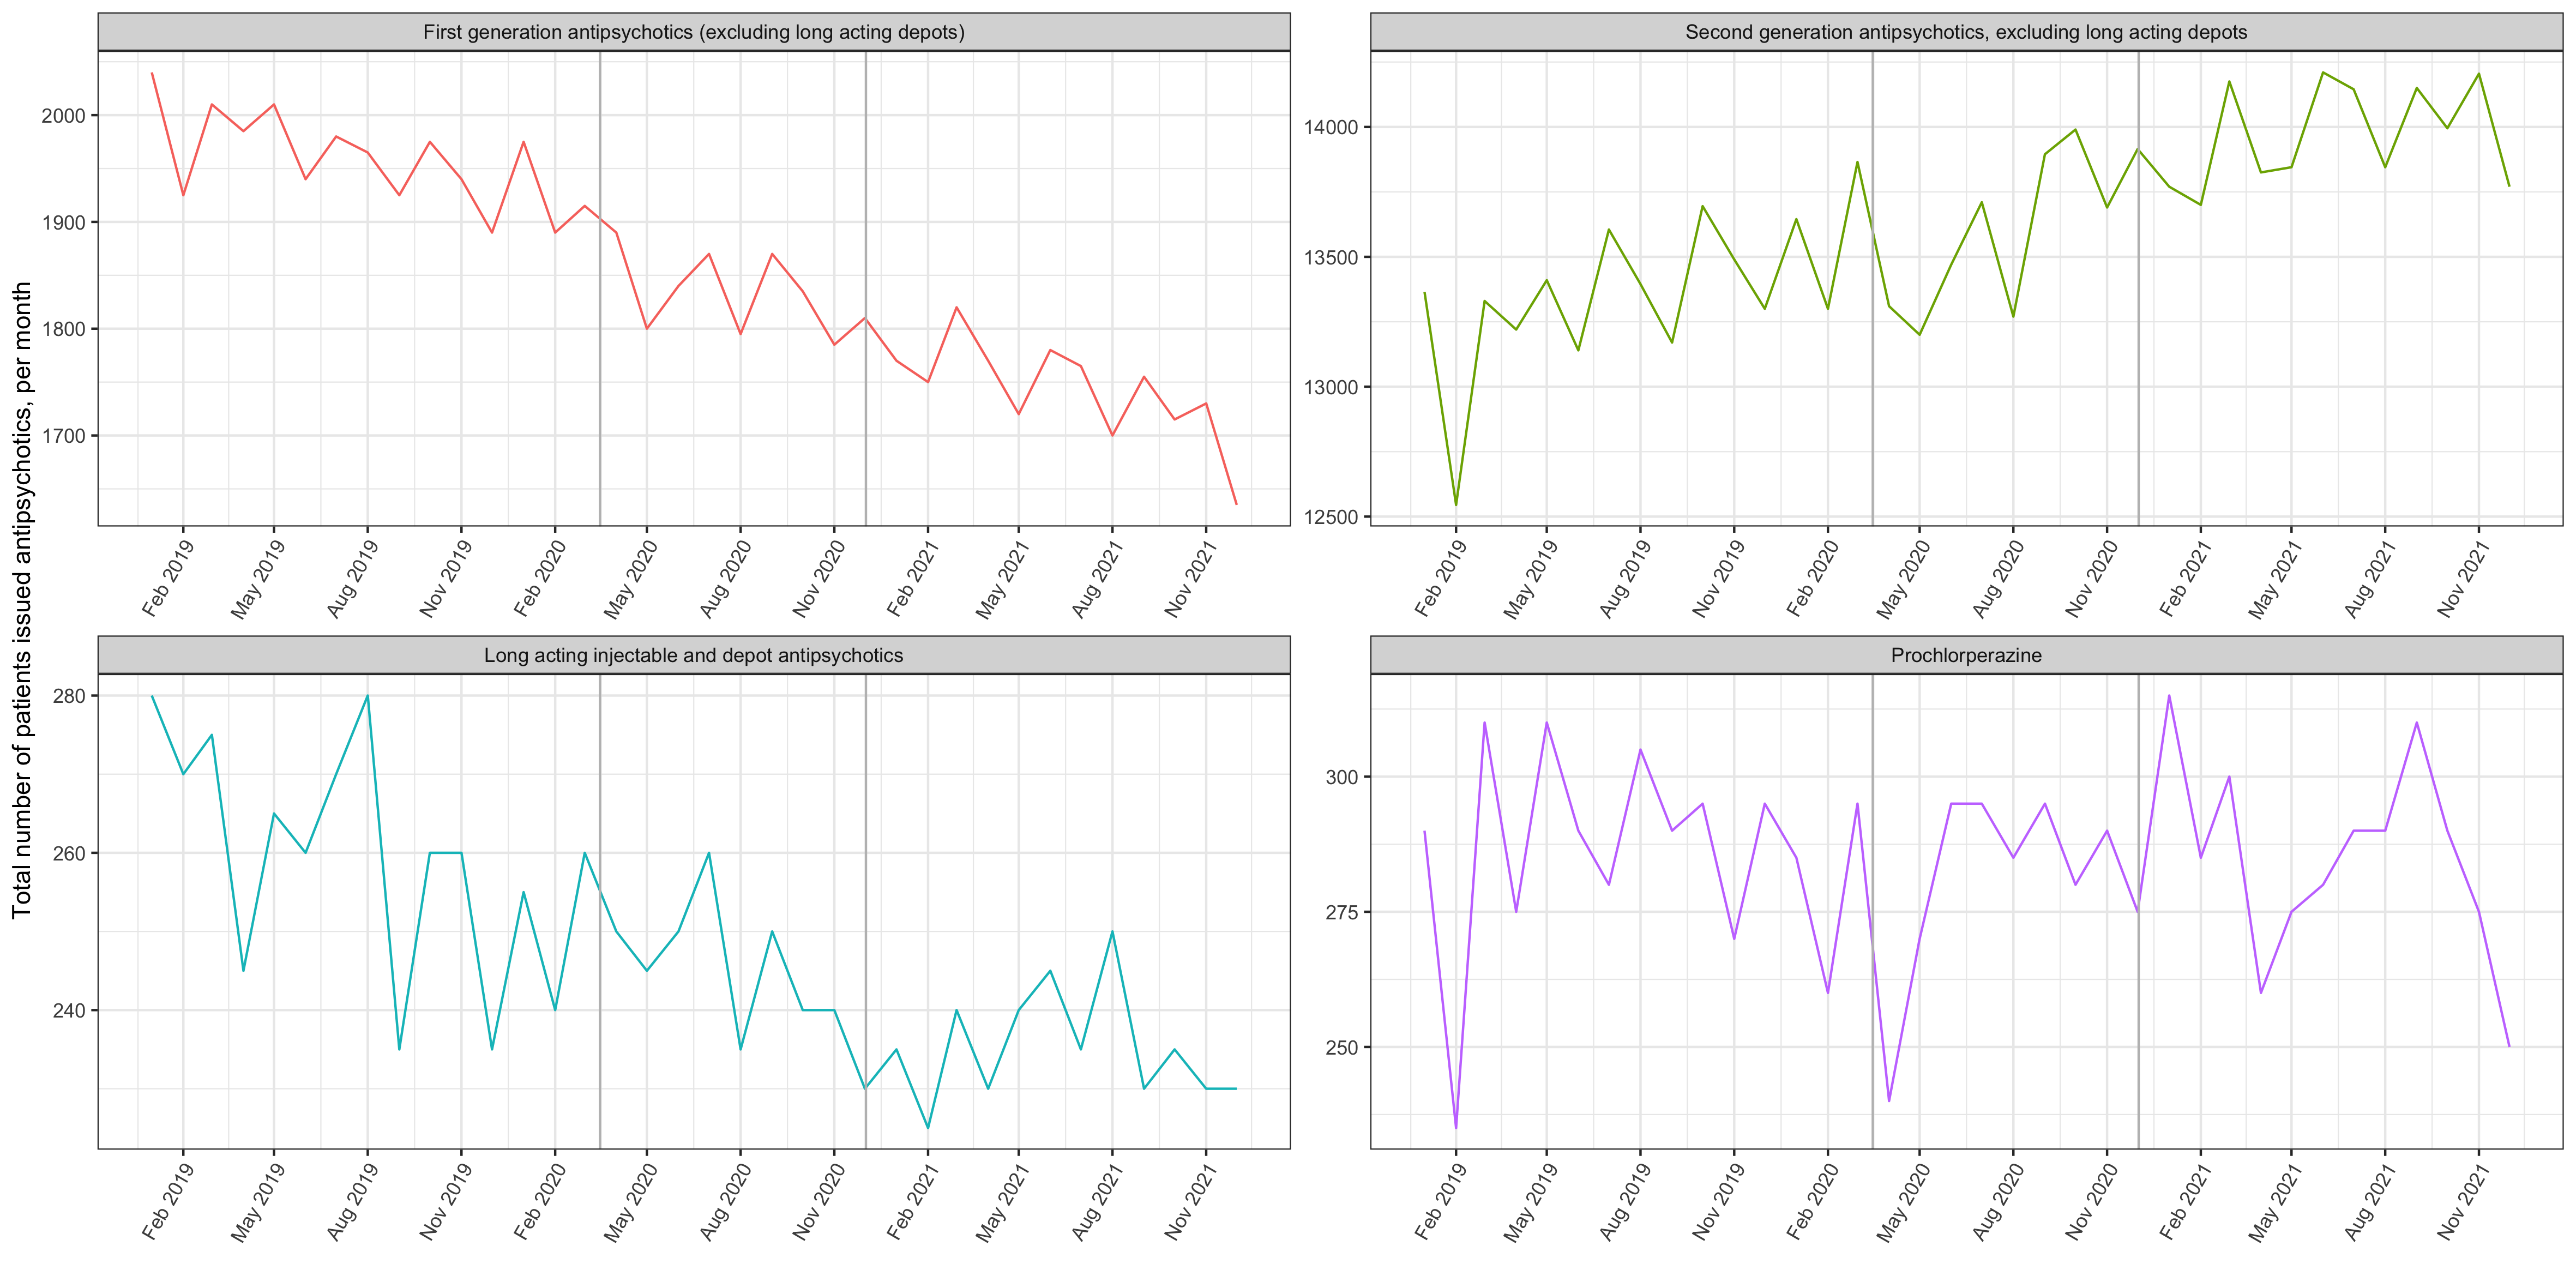 Total number of patients issued antipsychotics, per month
First generation antipsychotics (excluding long acting depots)
2000
1900
1800
1700
Feb 2019
May 2019
Aug 2019
Nov 2019
Feb 2020
May 2020
Aug 2020
Nov 2020
Feb 2021
May 2021
Aug 2021
Nov 2021
Second generation antipsychotics, excluding long acting depots
14000
13500
13000
12500
Feb 2019
May 2019
Aug 2019
Nov 2019
Feb 2020
May 2020
Aug 2020
Nov 2020
Feb 2021
May 2021
Aug 2021
Nov 2021
Long acting injectable and depot antipsychotics
280
260
240
Feb 2019
May 2019
Aug 2019
Nov 2019
Feb 2020
May 2020
Aug 2020
Nov 2020
Feb 2021
May 2021
Aug 2021
Nov 2021
Prochlorperazine
300
275
250
Feb 2019
May 2019
Aug 2019
Nov 2019
Feb 2020
May 2020
Aug 2020
Nov 2020
Feb 2021
May 2021
Aug 2021
Nov 2021